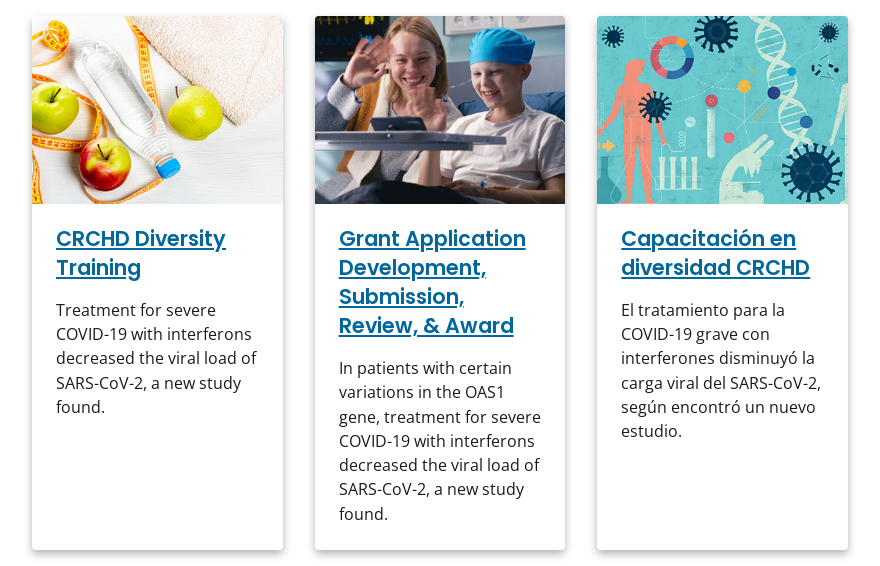 CRCHD Diversity
Training
Treatment for severe
COVID-19 with interferons
decreased the viral load of
SARS-CoV-2, a new study
found.
Grant Application
Development,
Submission,
Review, & Award
In patients with certain
variations in the OAS1
gene, treatment for severe
COVID-19 with interferons
decreased the viral load of
SARS-CoV-2, a new study
found.
Capacitación en
diversidad CRCHD
El tratamiento para la
COVID-19 grave con
interferones disminuyó la
carga viral del SARS-CoV-2,
según encontró un nuevo
estudio.